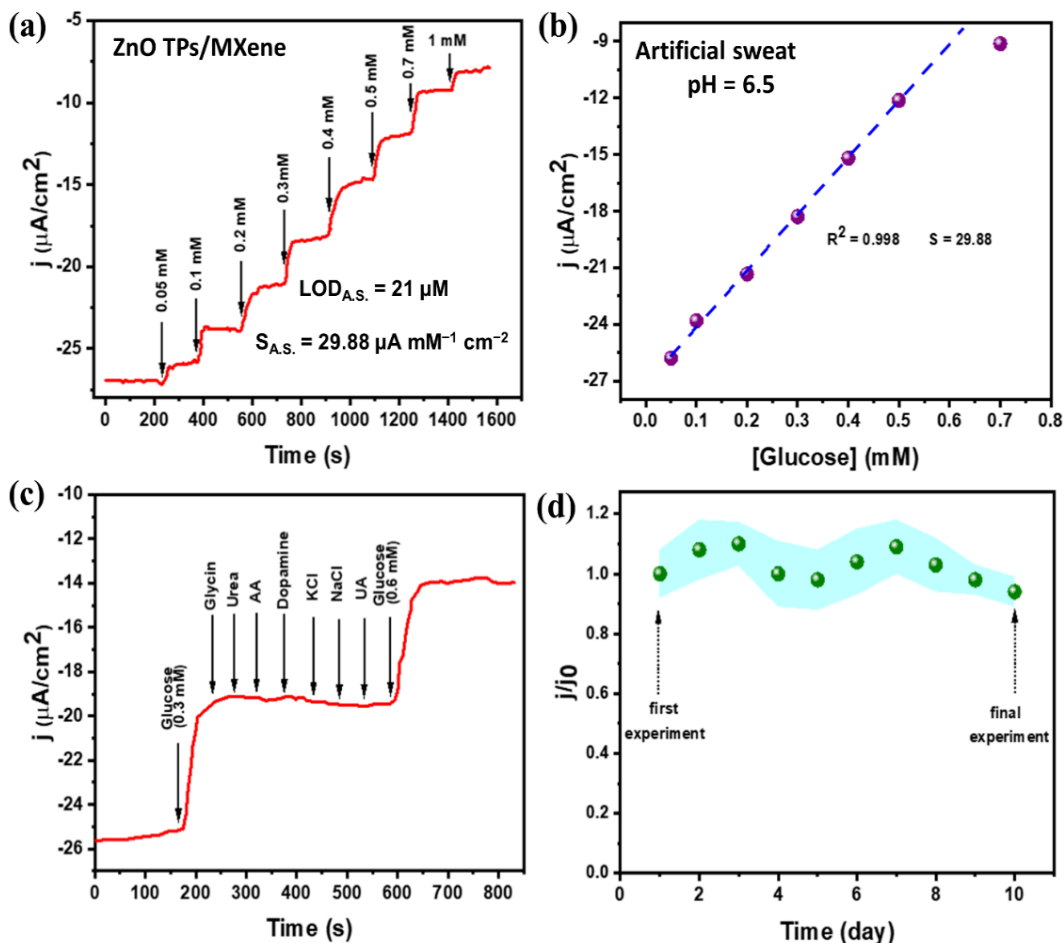 (a)
ZnO TPs/MXene
0.05 mM
0.1 mM
0.2 mM
0.3mM
0.4 mM
0.5 mM
0.7 mM
1 mM
LOD_A.S. = 21 µM
S_A.S. = 29.88 µA mM⁻¹ cm⁻²
j (µA/cm²)
-5
-10
-15
-20
-25
0 200 400 600 800 1000 1200 1400 1600
Time (s)
(b)
Artificial sweat
pH = 6.5
R² = 0.998 S = 29.88
j (µA/cm²)
-9
-12
-15
-18
-21
-24
-27
0.0 0.1 0.2 0.3 0.4 0.5 0.6 0.7 0.8
[Glucose] (mM)
(c)
Glucose
(0.3 mM)
Glycin
Urea
AA
Dopamine
KCl
NaCl
UA
Glucose
(0.6 mM)
j (µA/cm²)
-10
-12
-14
-16
-18
-20
-22
-24
-26
0 100 200 300 400 500 600 700 800
Time (s)
(d)
first
experiment
final
experiment
j/j0
1.2
1.0
0.8
0.6
0.4
0.2
0.0
0 2 4 6 8 10
Time (day)